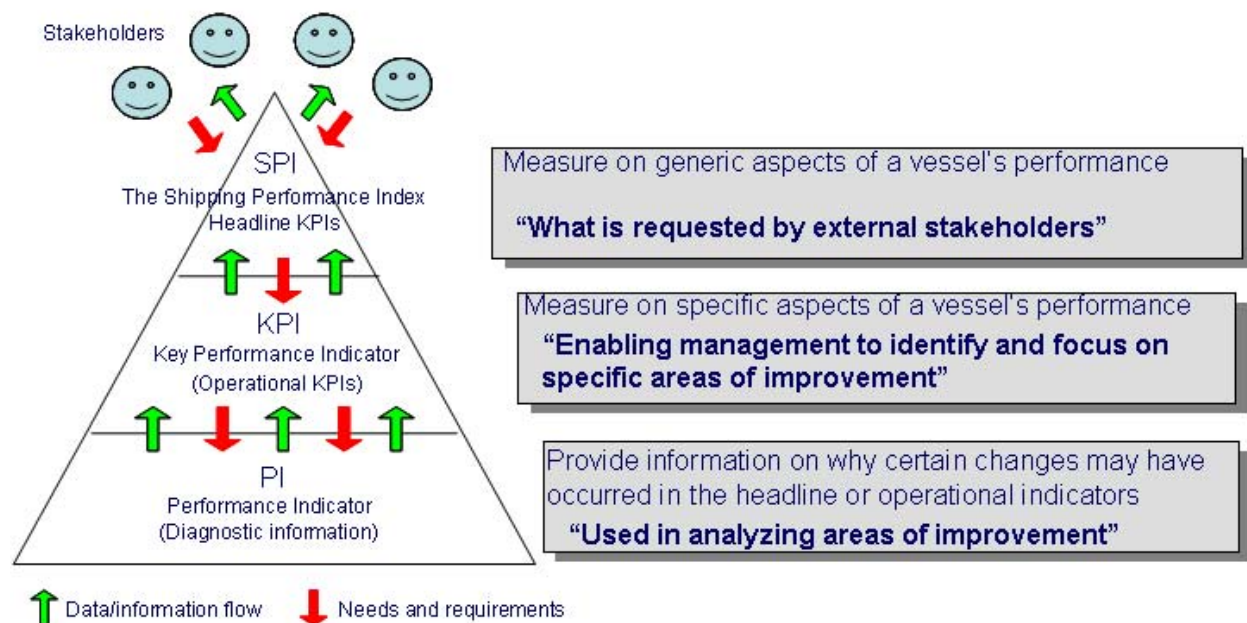 Stakeholders
SPI
The Shipping Performance Index
Headline KPIs
Measure on generic aspects of a vessel's performance
“What is requested by external stakeholders”
KPI
Key Performance Indicator
(Operational KPIs)
Measure on specific aspects of a vessel's performance
“Enabling management to identify and focus on
specific areas of improvement”
PI
Performance Indicator
(Diagnostic information)
Provide information on why certain changes may have
occurred in the headline or operational indicators
“Used in analyzing areas of improvement”
Data/information flow
Needs and requirements